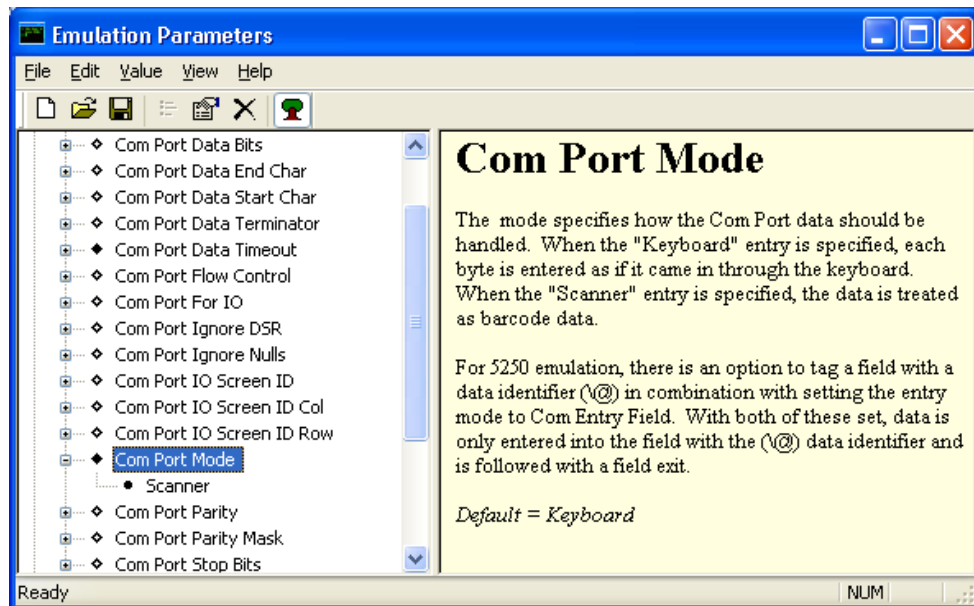 Emulation Parameters
File Edit Value View Help
Com Port Data Bits
Com Port Data End Char
Com Port Data Start Char
Com Port Data Terminator
Com Port Data Timeout
Com Port Flow Control
Com Port For IO
Com Port Ignore DSR
Com Port Ignore Nulls
Com Port IO Screen ID
Com Port IO Screen ID Col
Com Port IO Screen ID Row
Com Port Mode
Scanner
Com Port Parity
Com Port Parity Mask
Com Port Stop Bits
Com Port Mode
The mode specifies how the Com Port data should be
handled. When the "Keyboard" entry is specified, each
byte is entered as if it came in through the keyboard.
When the "Scanner" entry is specified, the data is treated
as barcode data.
For 5250 emulation, there is an option to tag a field with a
data identifier (\@) in combination with setting the entry
mode to Com Entry Field. With both of these set, data is
only entered into the field with the (\@) data identifier and
is followed with a field exit.
Default = Keyboard
Ready NUM